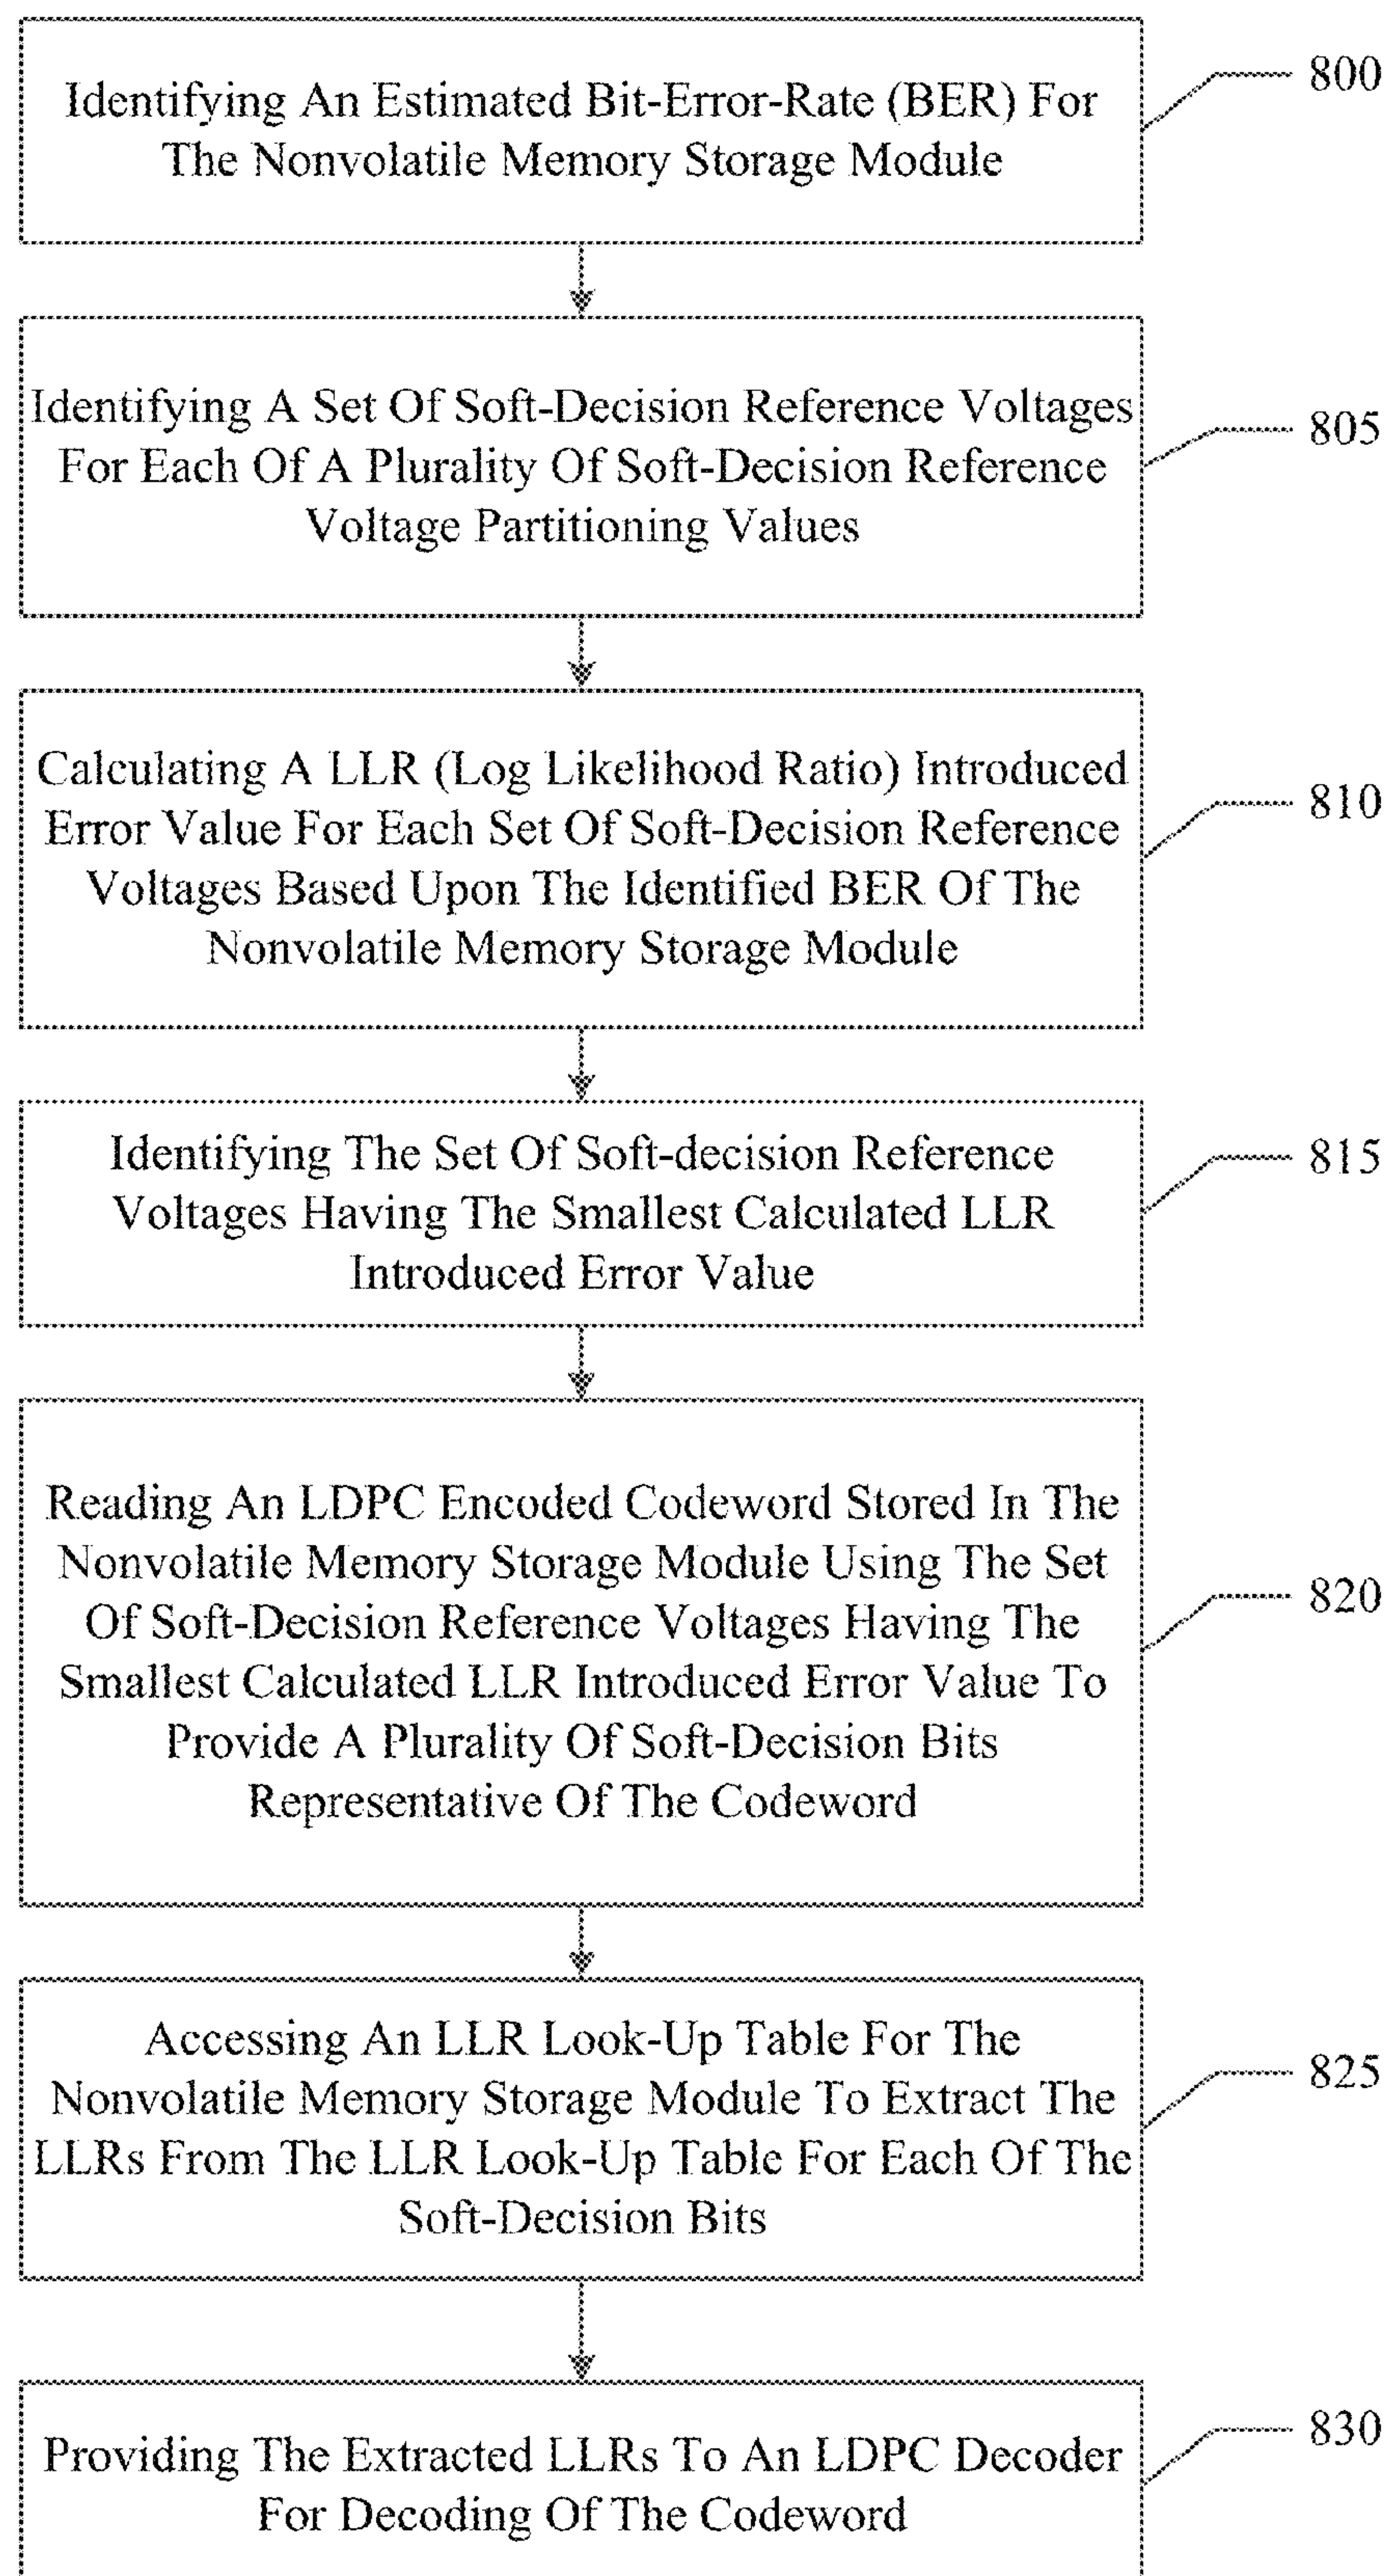 Identifying An Estimated Bit-Error-Rate (BER) For
The Nonvolatile Memory Storage Module
800
Identifying A Set Of Soft-Decision Reference Voltages
For Each Of A Plurality Of Soft-Decision Reference
Voltage Partitioning Values
805
Calculating A LLR (Log Likelihood Ratio) Introduced
Error Value For Each Set Of Soft-Decision Reference
Voltages Based Upon The Identified BER Of The
Nonvolatile Memory Storage Module
810
Identifying The Set Of Soft-decision Reference
Voltages Having The Smallest Calculated LLR
Introduced Error Value
815
Reading An LDPC Encoded Codeword Stored In The
Nonvolatile Memory Storage Module Using The Set
Of Soft-Decision Reference Voltages Having The
Smallest Calculated LLR Introduced Error Value To
Provide A Plurality Of Soft-Decision Bits
Representative Of The Codeword
820
Accessing An LLR Look-Up Table For The
Nonvolatile Memory Storage Module To Extract The
LLRs From The LLR Look-Up Table For Each Of The
Soft-Decision Bits
825
Providing The Extracted LLRs To An LDPC Decoder
For Decoding Of The Codeword
830